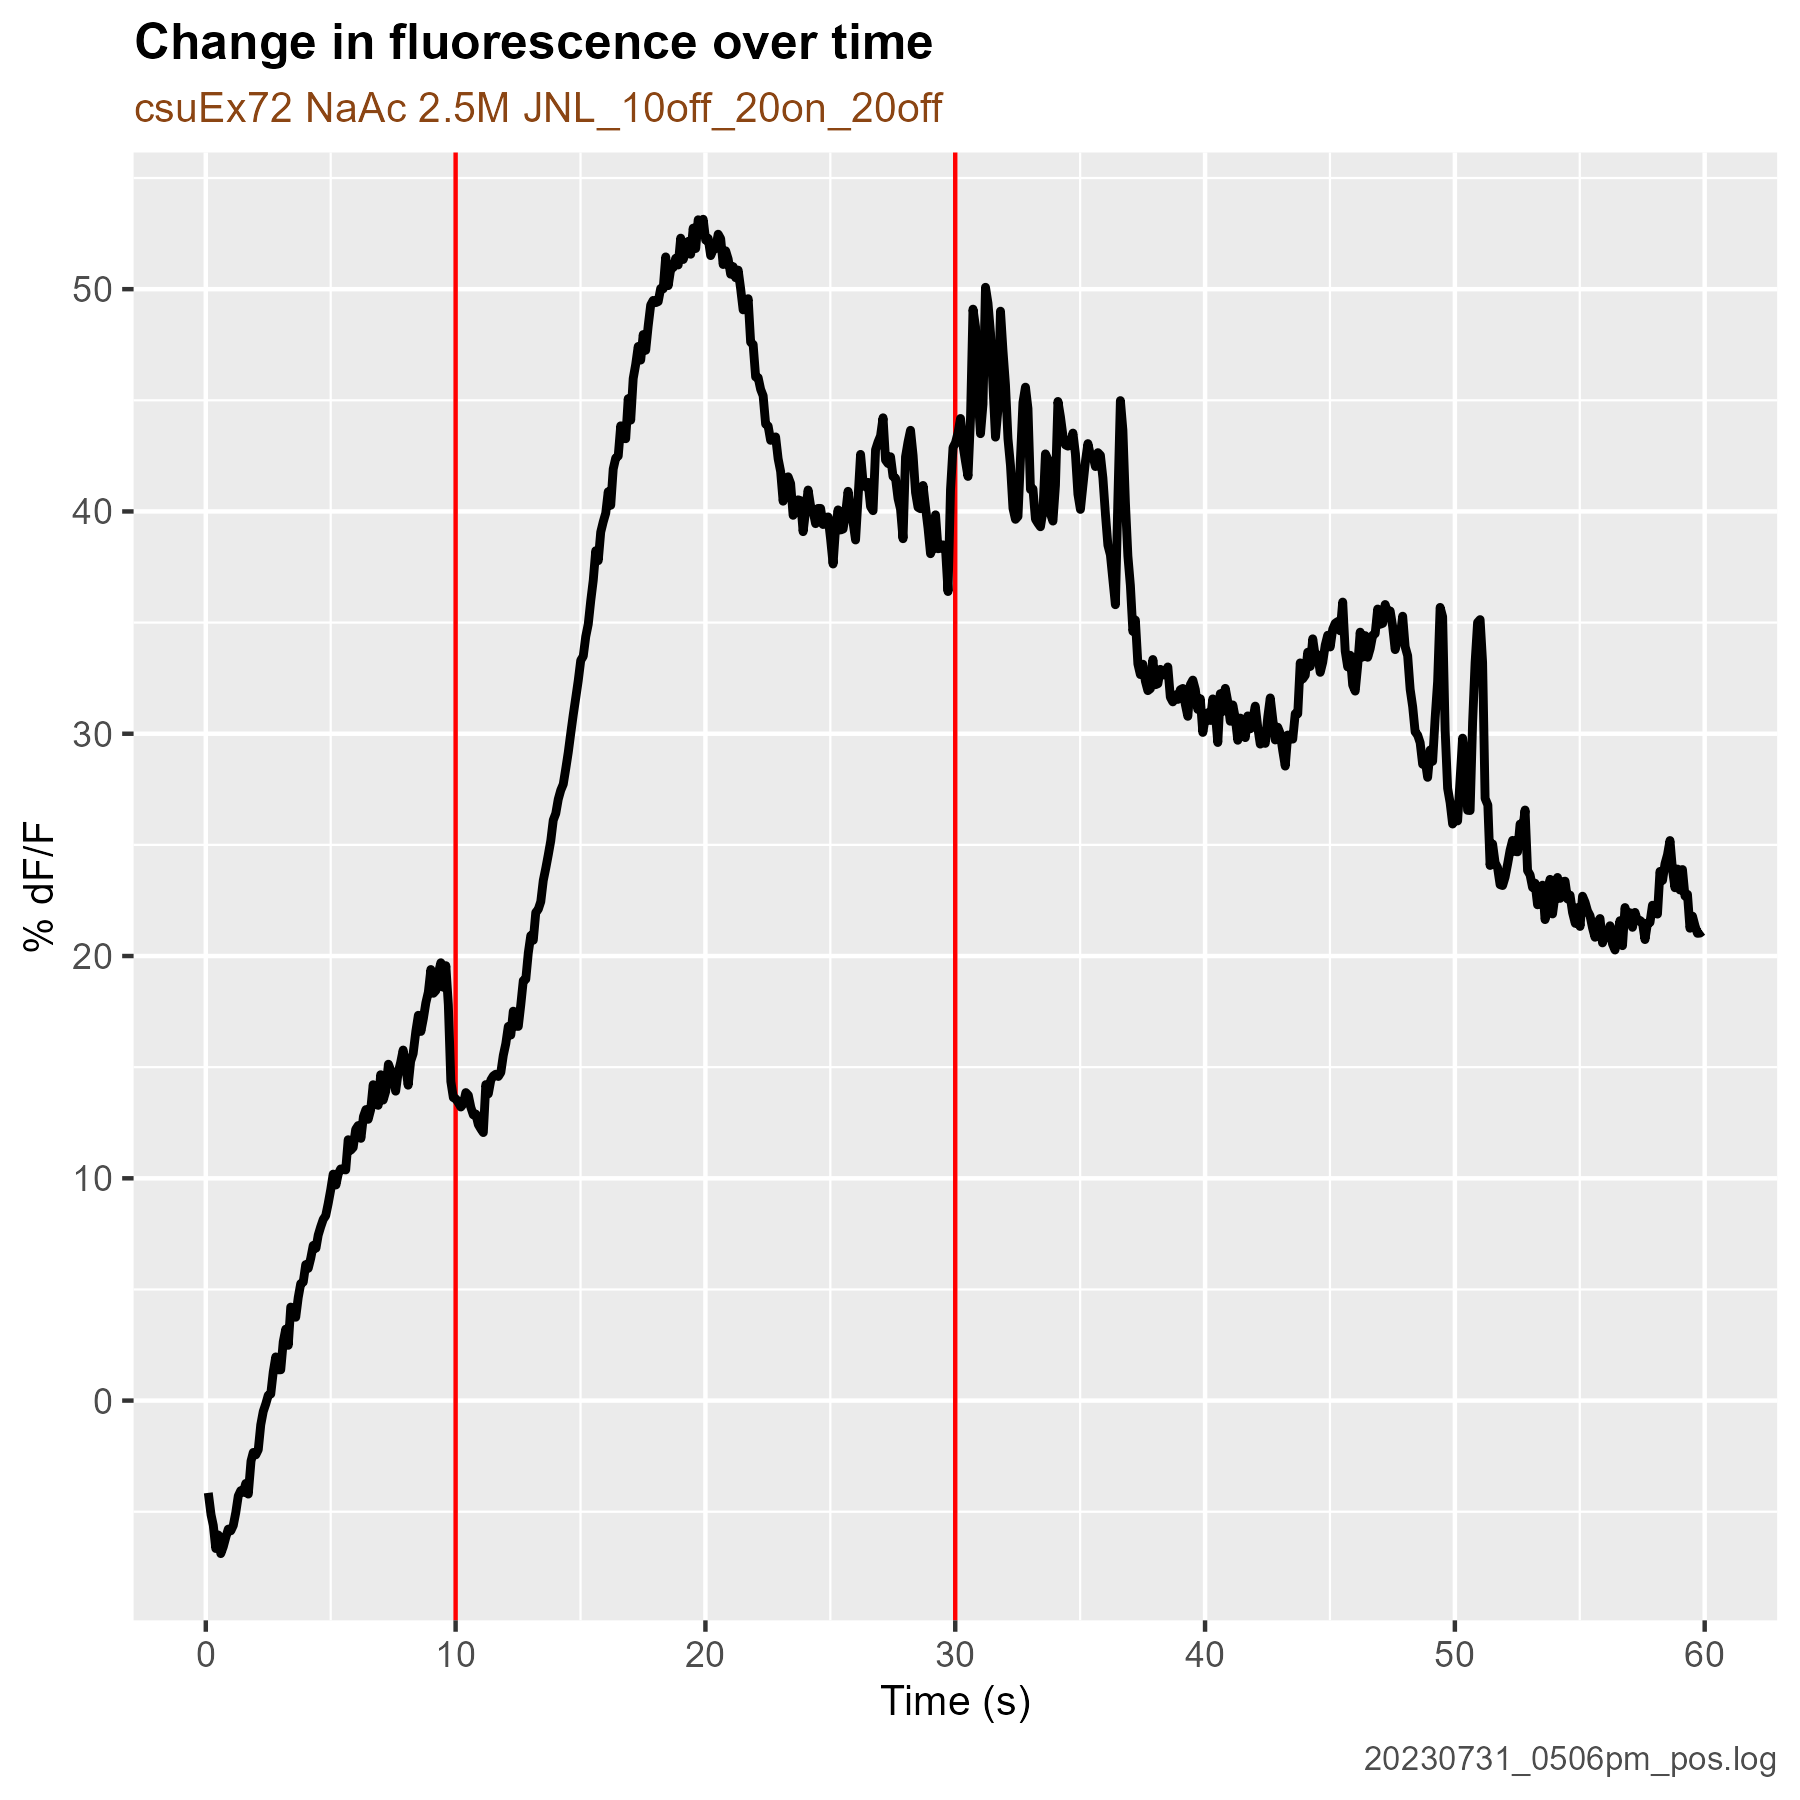 Change in fluorescence over time
csuEx72 NaAc 2.5M JNL_10off_20on_20off
50
40
30
20
10
0
% dF/F
0 10 20 30 40 50 60
Time (s)
20230731_0506pm_pos.log